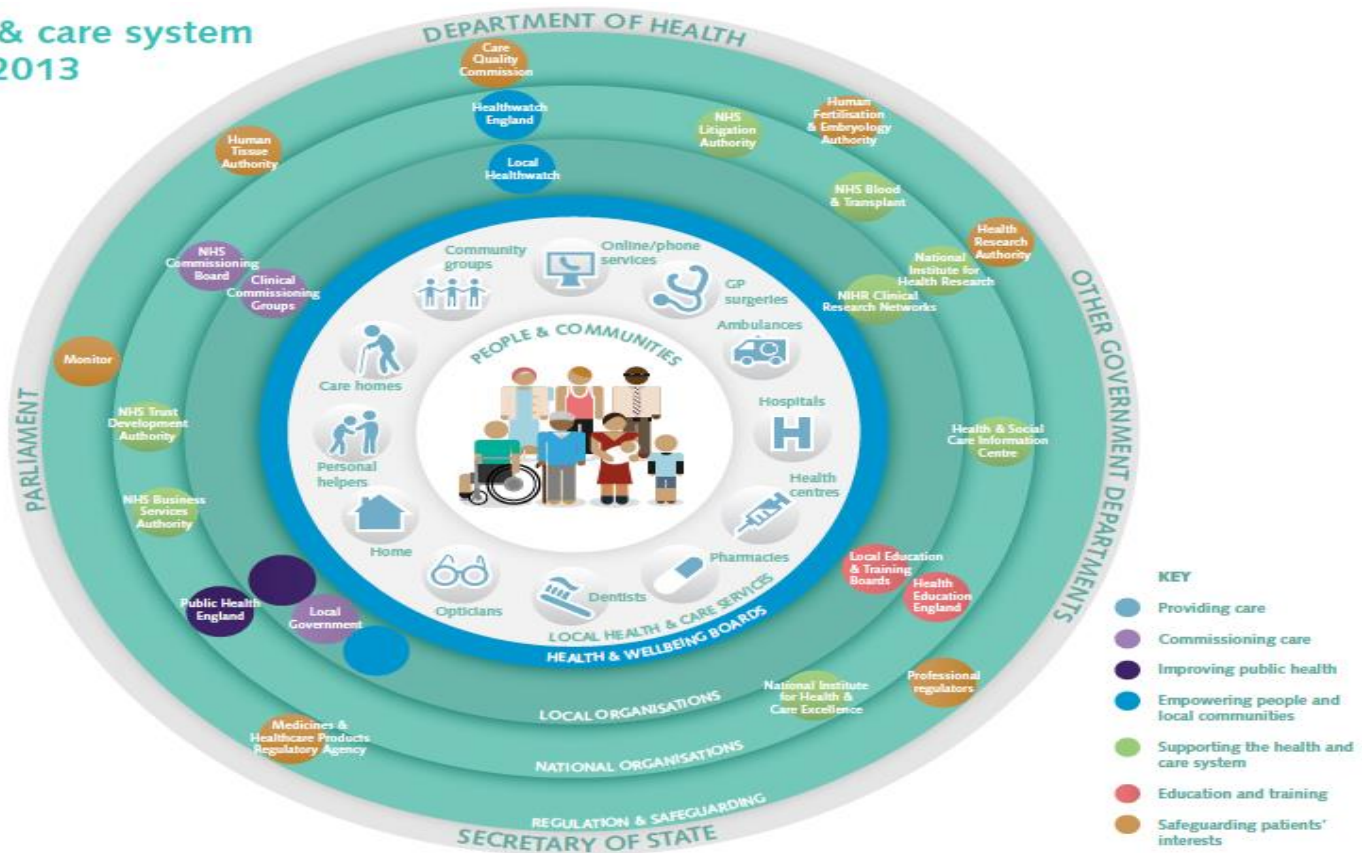 & care system
2013
DEPARTMENT OF HEALTH
Care
Quality
Commission
Healthwatch
England
Local
Healthwatch
Human
Tissue
Authority
NHS
Litigation
Authority
Human
Fertilisation
& Embryology
Authority
NHS Blood
& Transplant
Health
Research
Authority
National
Institute for
Health Research
NIHR Clinical
Research Networks
NHS
Commissioning
Board
Clinical
Commissioning
Groups
Monitor
NHS Trust
Development
Authority
NHS Business
Services
Authority
PARLIAMENT
OTHER GOVERNMENT DEPARTMENTS
Community
groups
Online/phone
services
GP
surgeries
Ambulances
Hospitals
H
Health
centres
Pharmacies
Dentists
Opticians
Home
Personal
helpers
Care homes
PEOPLE & COMMUNITIES
Health & Social
Care Information
Centre
Local Education
& Training
Boards
Health
Education
England
Public Health
England
Local
Government
LOCAL HEALTH & CARE SERVICES
HEALTH & WELLBEING BOARDS
National Institute
for Health &
Care Excellence
Professional
regulators
Medicines &
Healthcare Products
Regulatory Agency
LOCAL ORGANISATIONS
NATIONAL ORGANISATIONS
REGULATION & SAFEGUARDING
SECRETARY OF STATE
KEY
Providing care
Commissioning care
Improving public health
Empowering people and
local communities
Supporting the health and
care system
Education and training
Safeguarding patients'
interests